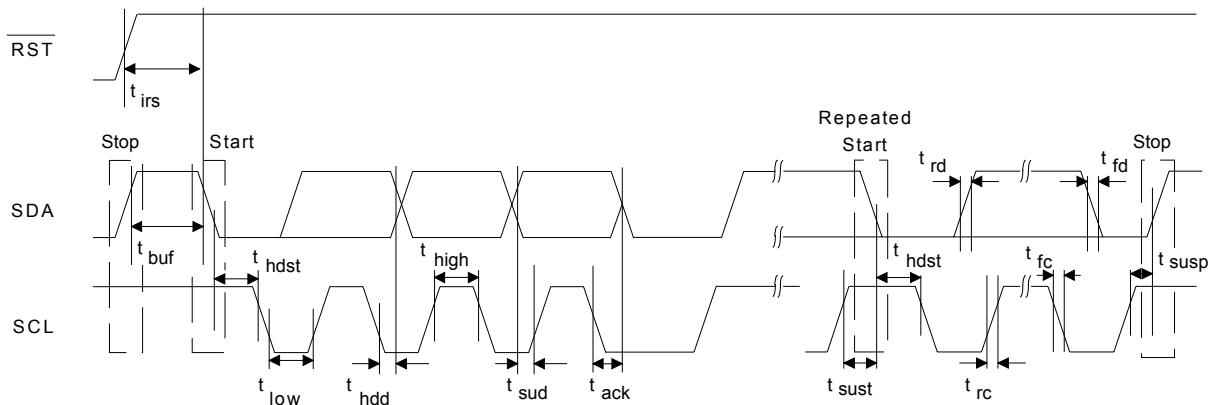 RST
t irs
Stop
Start
Repeated
Start
Stop
t rd
t fd
SDA
t buf
t hdst
t high
t hdst
t fc
t susp
SCL
t low
t hdd
t sud
t ack
t sust
t rc